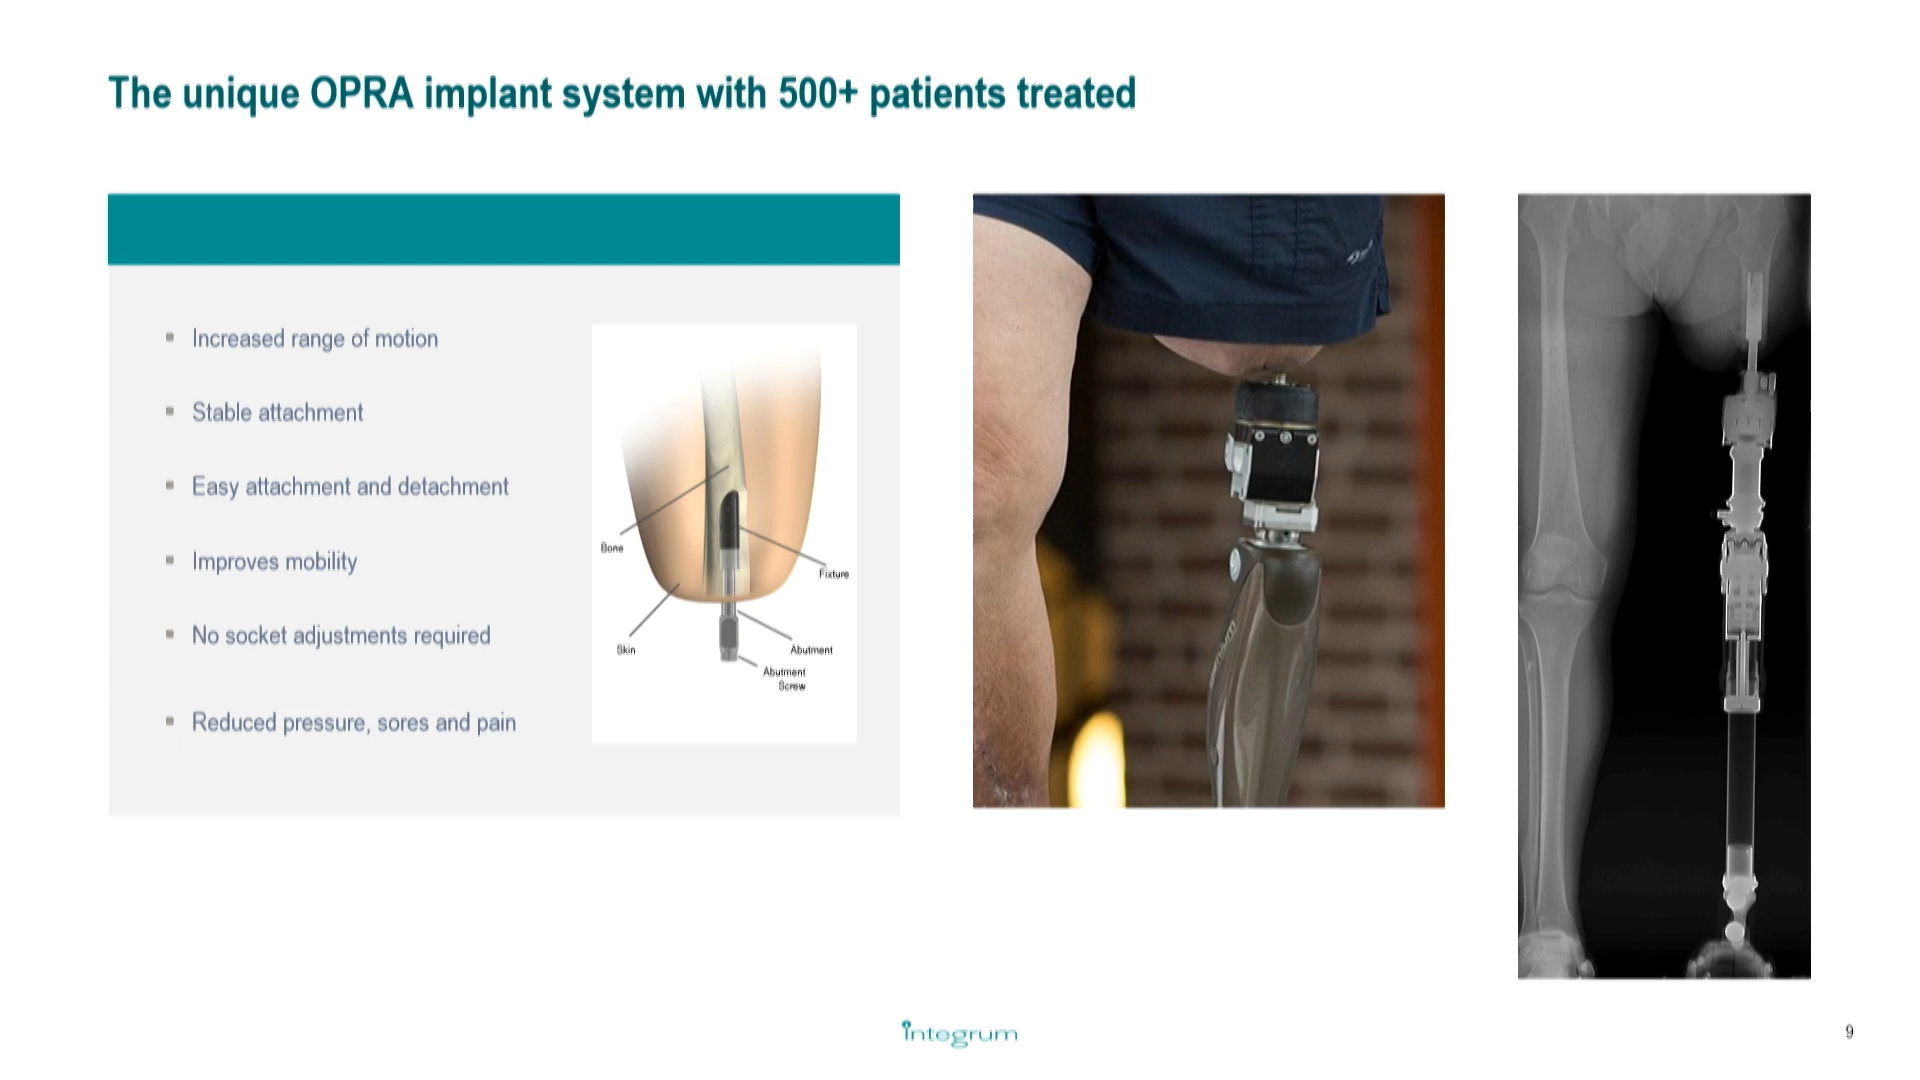 The unique OPRA implant system with 500+ patients treated
Increased range of motion
Stable attachment
Easy attachment and detachment
Improves mobility
No socket adjustments required
Reduced pressure, sores and pain
Bone
Fixture
Skin
Abutment
Abutment
Screw
integrum
9